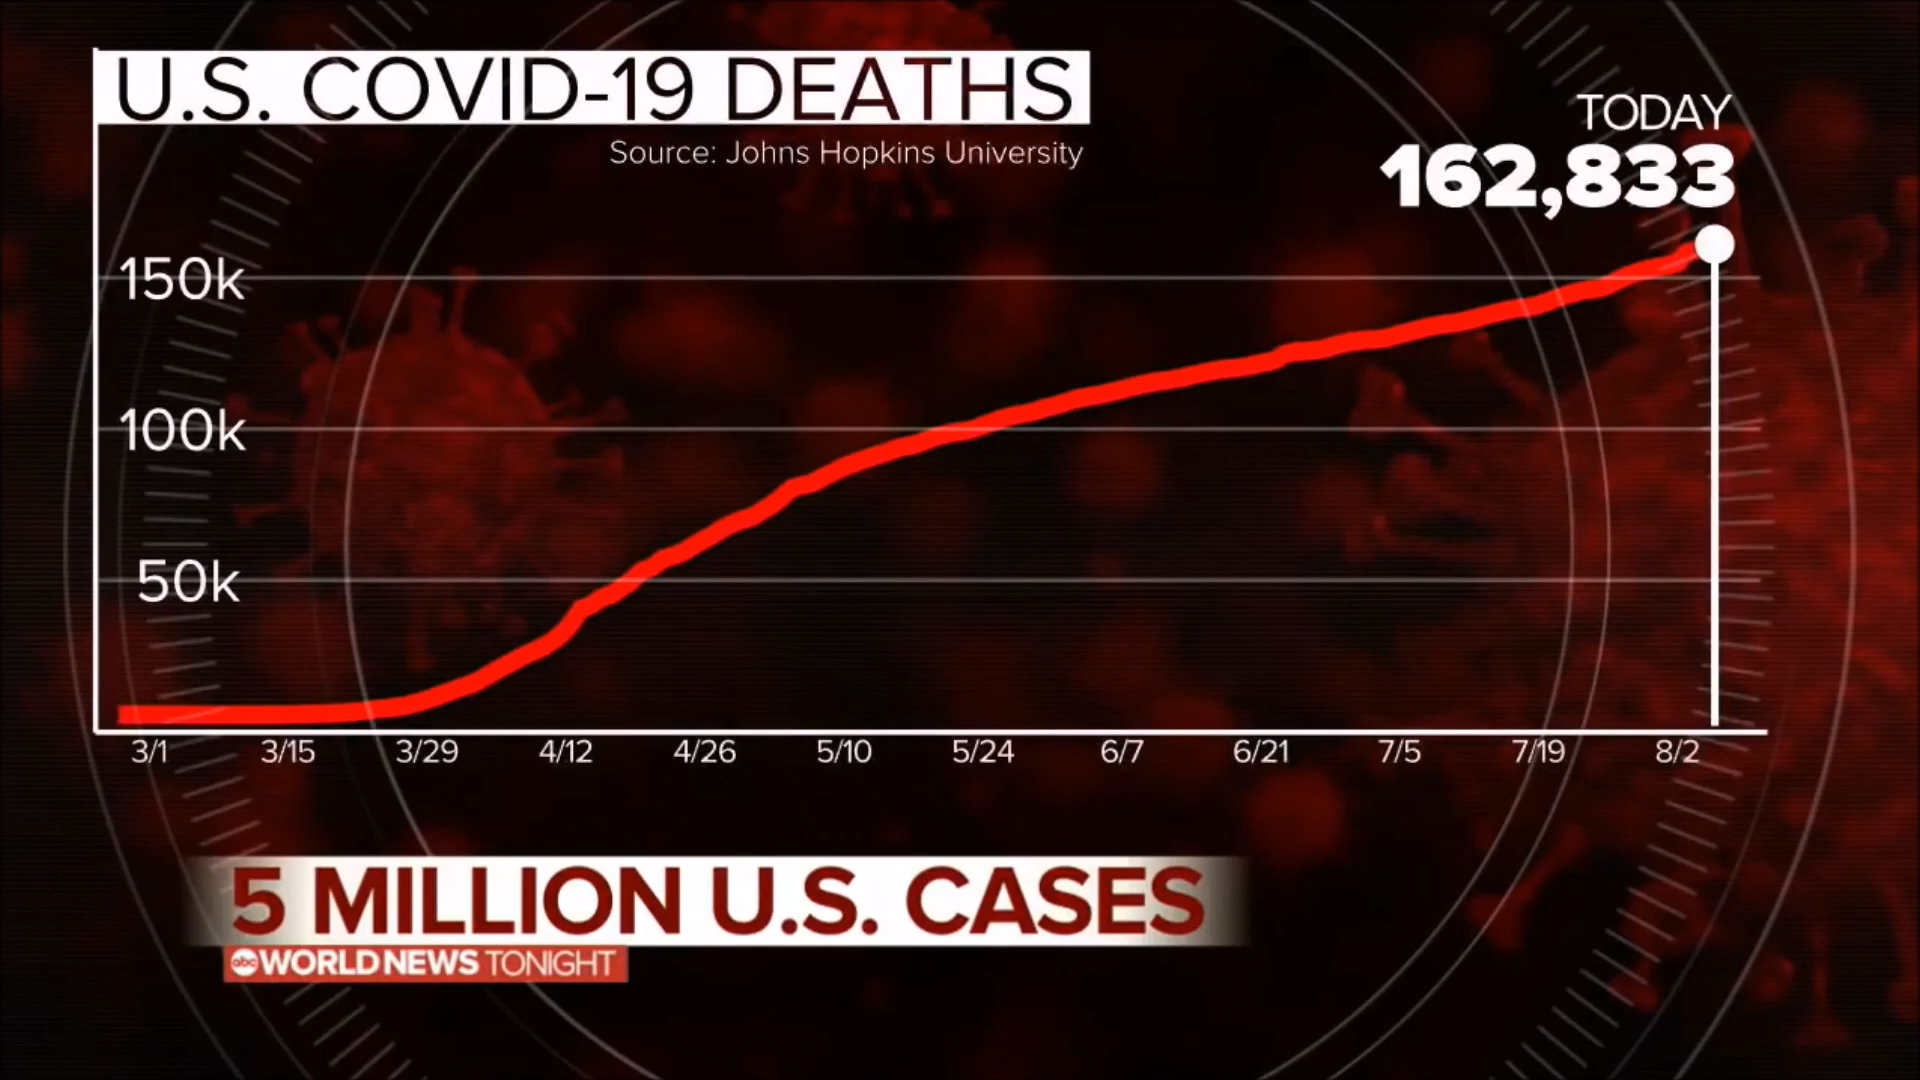 U.S. COVID-19 DEATHS
Source: Johns Hopkins University
TODAY
162,833
150k
100k
50k
3/1 3/15 3/29 4/12 4/26 5/10 5/24 6/7 6/21 7/5 7/19 8/2
5 MILLION U.S. CASES
abc WORLD NEWS TONIGHT